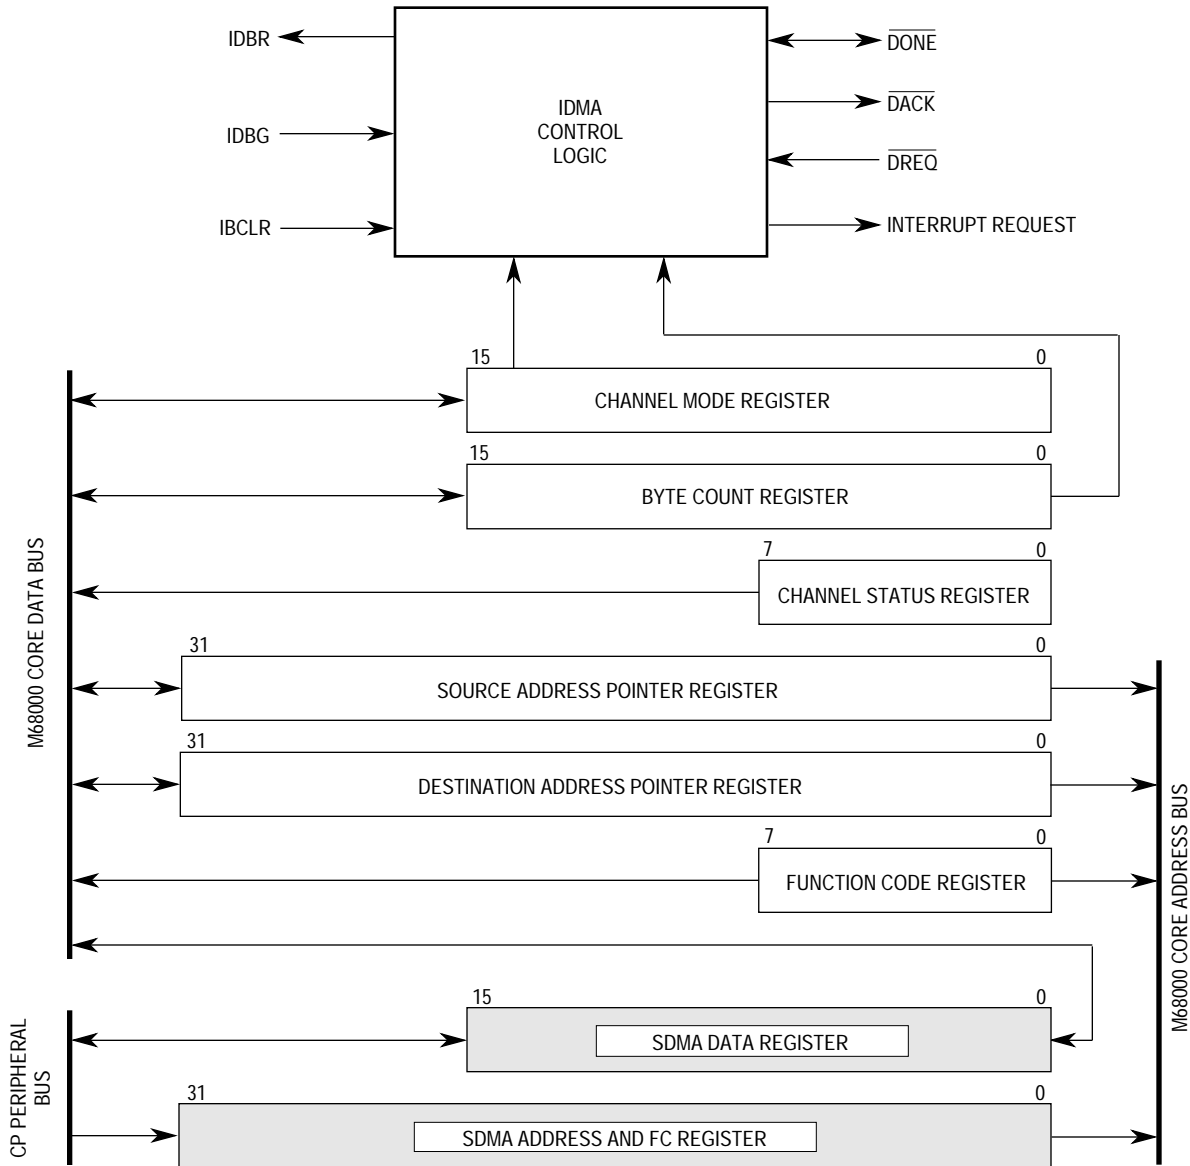 IDBR
DONE
IDMA
CONTROL
LOGIC
DACK
IDBG
DREQ
IBCLR
INTERRUPT REQUEST
15 0
CHANNEL MODE REGISTER
15 0
BYTE COUNT REGISTER
7 0
CHANNEL STATUS REGISTER
31 0
SOURCE ADDRESS POINTER REGISTER
31 0
DESTINATION ADDRESS POINTER REGISTER
7 0
FUNCTION CODE REGISTER
15 0
SDMA DATA REGISTER
31 0
SDMA ADDRESS AND FC REGISTER
M68000 CORE DATA BUS
CP PERIPHERAL
BUS
M68000 CORE ADDRESS BUS